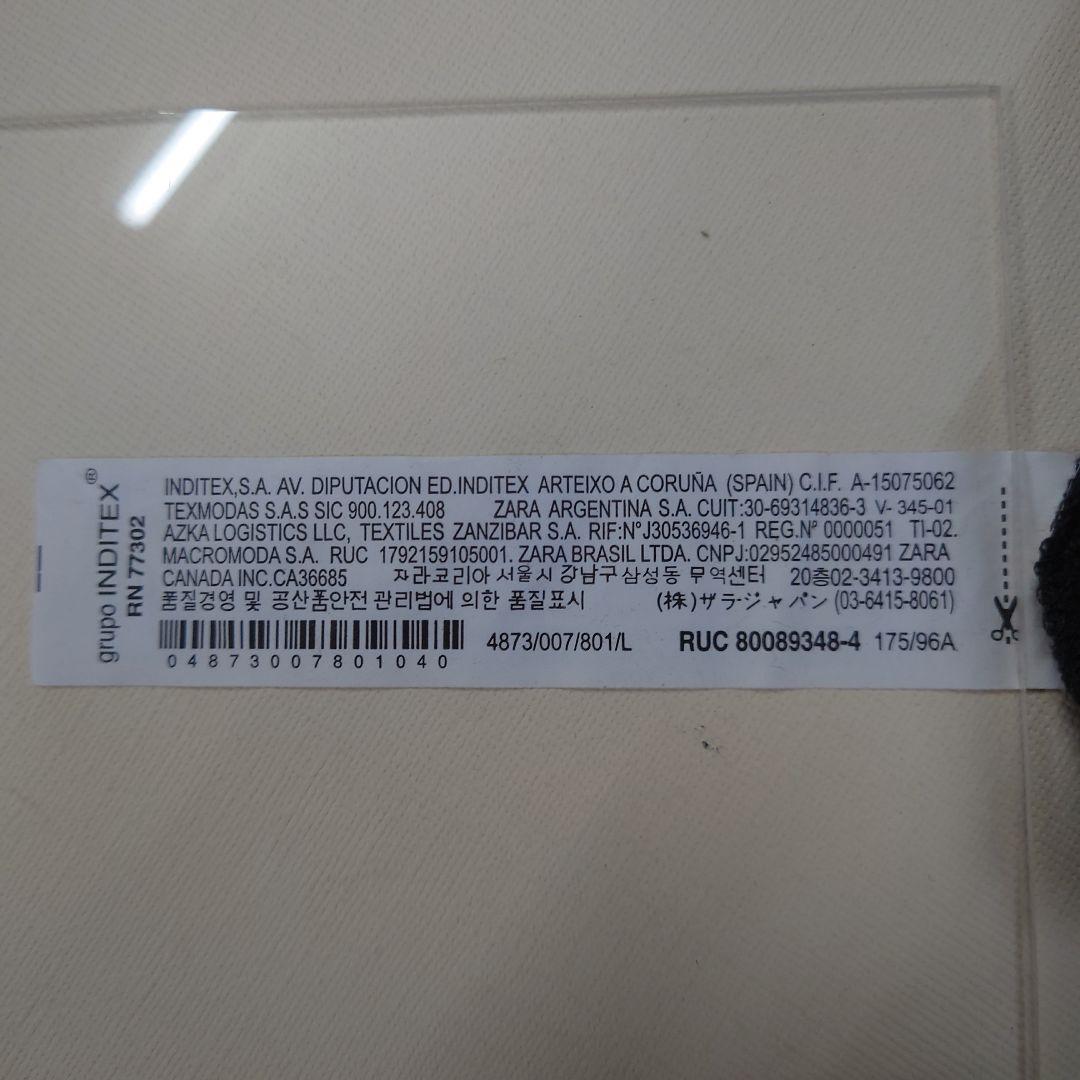 grupo INDITEX®
RN 77302
INDITEX,S.A. AV. DIPUTACION ED.INDITEX ARTEIXO A CORUÑA (SPAIN) C.I.F. A-15075062
TEXMODAS S.A.S SIC 900.123.408 ZARA ARGENTINA S.A. CUIT:30-69314836-3 V- 345-01
AZKA LOGISTICS LLC, TEXTILES ZANZIBAR S.A. RIF:Nº J30536946-1 REG.Nº 0000051 TI-02.
MACROMODA S.A. RUC 1792159105001. ZARA BRASIL LTDA. CNPJ:02952485000491 ZARA
CANADA INC.CA36685 자라코리아 서울시 강남구 삼성동 무역센터 20층02-3413-9800
품질경영 및 공산품안전 관리법에 의한 품질표시 (株)ザラ・ジャパン (03-6415-8061)
4873/007/801/L RUC 80089348-4 175/96A
04873007801040